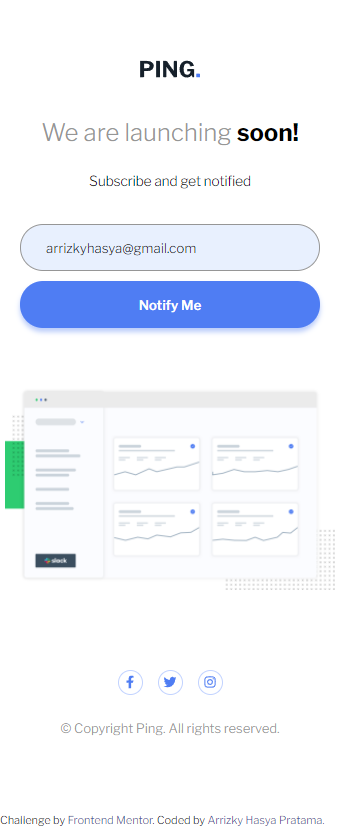 PING.
We are launching soon!
Subscribe and get notified
arrizkyhasya@gmail.com
Notify Me
slack
© Copyright Ping. All rights reserved.
Challenge by Frontend Mentor. Coded by Arrizky Hasya Pratama.